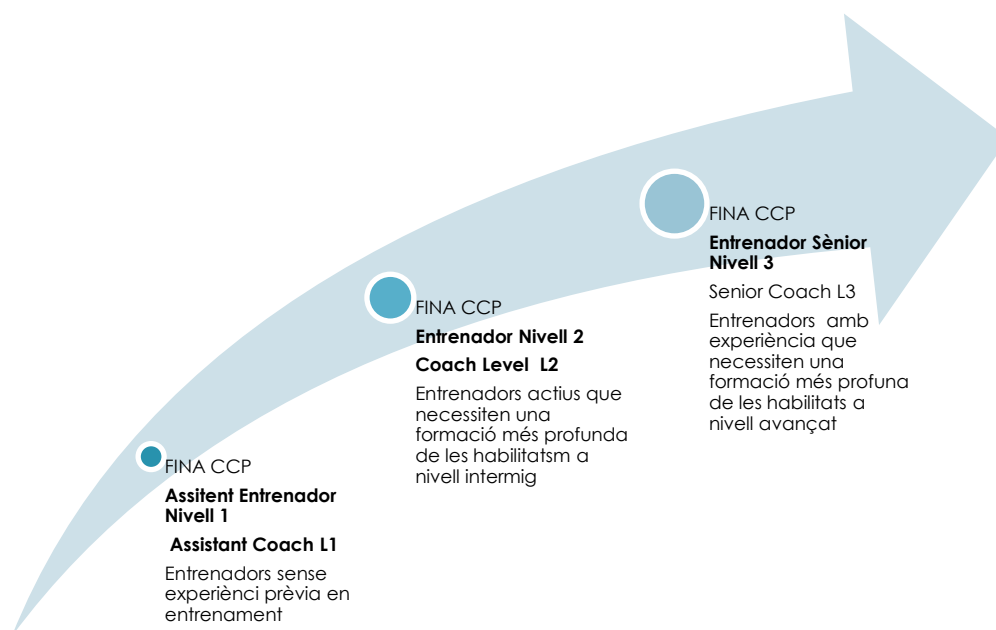 FINA CCP
Assitent Entrenador
Nivell 1
Assistant Coach L1
Entrenadors sense
experiènci prèvia en
entrenament
FINA CCP
Entrenador Nivell 2
Coach Level  L2
Entrenadors actius que
necessiten una
formació més profunda
de les habilitatsm a
nivell intermig
FINA CCP
Entrenador Sènior
Nivell 3
Senior Coach L3
Entrenadors  amb
experiència que
necessiten una
formació més profuna
de les habilitats a
nivell avançat